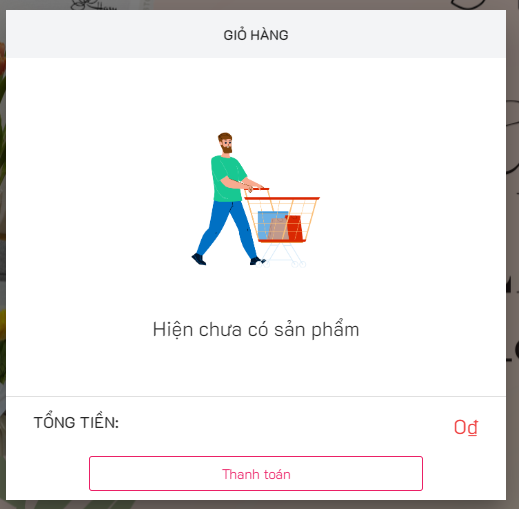 GIỎ HÀNG
Hiện chưa có sản phẩm
TỔNG TIỀN:
0₫
Thanh toán